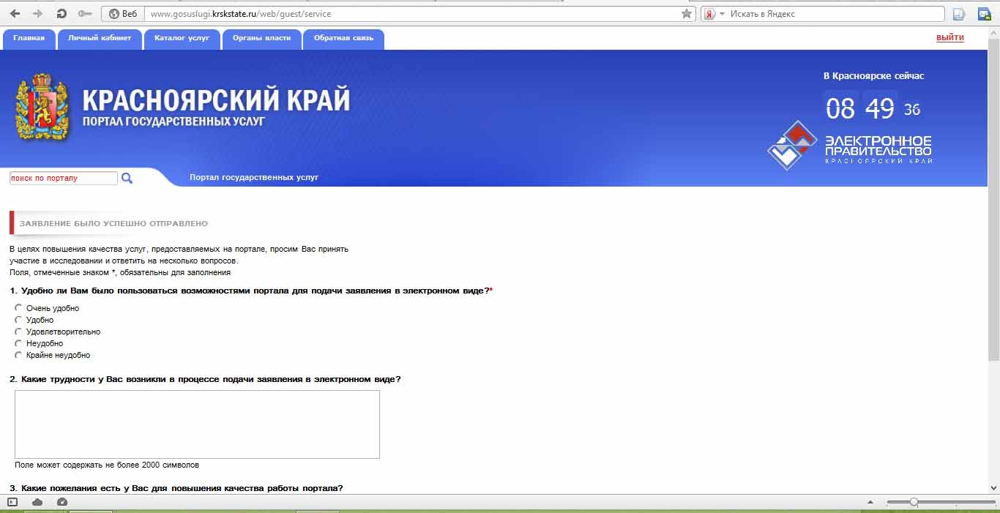 Веб
www.gosuslugi.krskstate.ru/web/guest/service
Искать в Яндекс
Главная
Личный кабинет
Каталог услуг
Органы власти
Обратная связь
выйти
КРАСНОЯРСКИЙ КРАЙ
ПОРТАЛ ГОСУДАРСТВЕННЫХ УСЛУГ
В Красноярске сейчас
08 49 36
ЭЛЕКТРОННОЕ
ПРАВИТЕЛЬСТВО
КРАСНОЯРСКИЙ КРАЙ
поиск по порталу
Портал государственных услуг
ЗАЯВЛЕНИЕ БЫЛО УСПЕШНО ОТПРАВЛЕНО
В целях повышения качества услуг, предоставляемых на портале, просим Вас принять
участие в исследовании и ответить на несколько вопросов.
Поля, отмеченные знаком *, обязательны для заполнения
1. Удобно ли Вам было пользоваться возможностями портала для подачи заявления в электронном виде?*
Очень удобно
Удобно
Удовлетворительно
Неудобно
Крайне неудобно
2. Какие трудности у Вас возникли в процессе подачи заявления в электронном виде?
Поле может содержать не более 2000 символов
3. Какие пожелания есть у Вас для повышения качества работы портала?